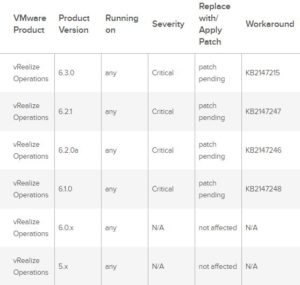 VMware Product | Product Version | Running on | Severity | Replace with/ Apply Patch | Workaround
vRealize Operations | 6.3.0 | any | Critical | patch pending | KB2147215
vRealize Operations | 6.2.1 | any | Critical | patch pending | KB2147247
vRealize Operations | 6.2.0a | any | Critical | patch pending | KB2147246
vRealize Operations | 6.1.0 | any | Critical | patch pending | KB2147248
vRealize Operations | 6.0.x | any | N/A | not affected | N/A
vRealize Operations | 5.x | any | N/A | not affected | N/A